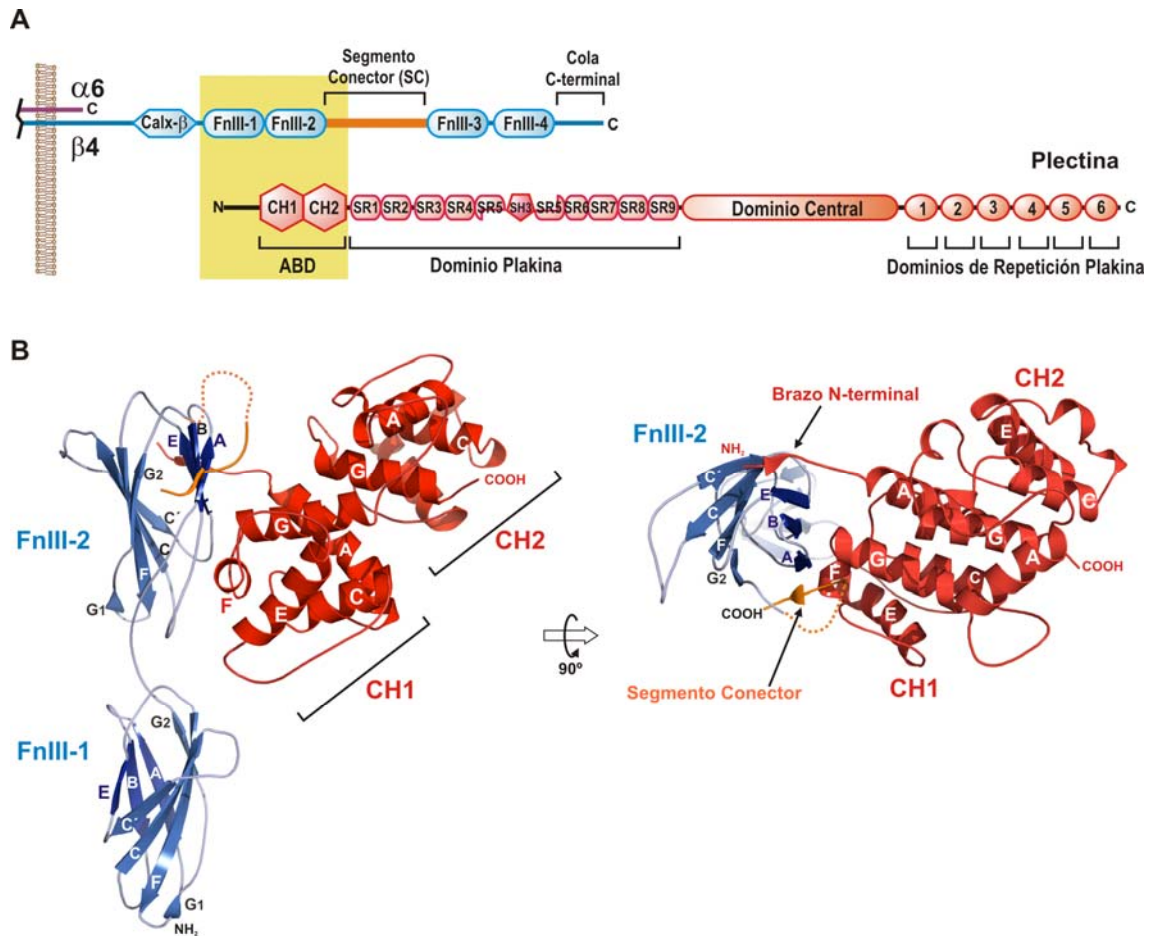 A
Segmento
Conector (SC)
Cola
C-terminal
α6
C
Calx-β FnIII-1 FnIII-2 FnIII-3 FnIII-4 C
β4
Plectina
N CH1 CH2 SR1 SR2 SR3 SR4 SR5 SH3 SR5 SR6 SR7 SR8 SR9 Dominio Central 1 2 3 4 5 6 C
ABD Dominio Plakina Dominios de Repetición Plakina
B
E B A
G2
C´
C
F
G1
FnIII-2
A
C
G
COOH
G
A
F
E
C
CH2
CH1
FnIII-1
G2
E
B
A
C´
C
F
G1
NH2
90º
Brazo N-terminal
CH2
FnIII-2
NH2
C´
C
F
G2
E
B
A
COOH
A
E
C
G
A
COOH
F
G
C
E
Segmento Conector
CH1